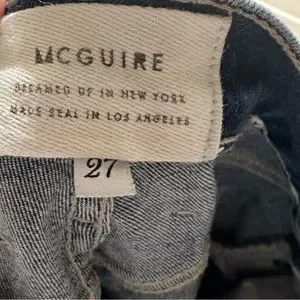 MCGUIRE
DREAMED UP IN NEW YORK
MADE REAL IN LOS ANGELES
27